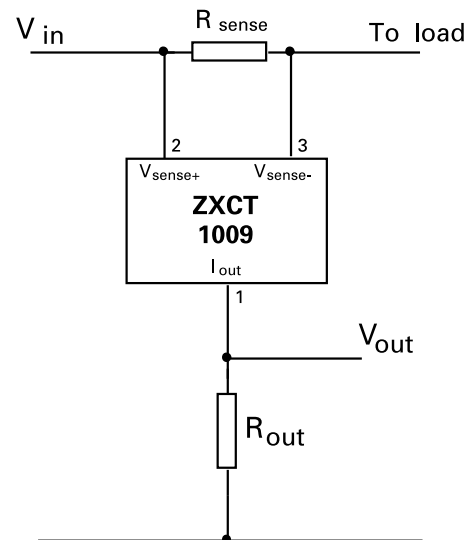 V in
R sense
To load
2
3
Vsense+
Vsense-
ZXCT
1009
Iout
1
Vout
Rout